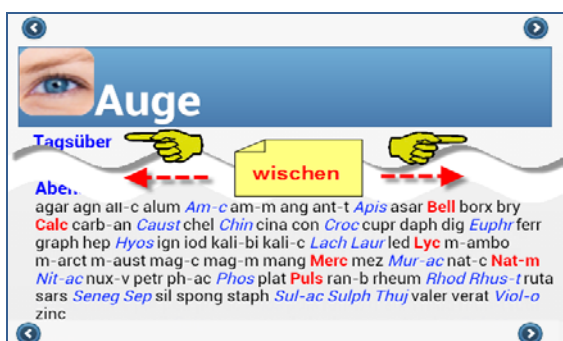 Auge
Tagsüber
wischen
Aben
agar agn all-c alum Am-c am-m ang ant-t Apis asar Bell borx bry
Calc carb-an Caust chel Chin cina con Croc cupr daph dig Euphr ferr
graph hep Hyos ign iod kali-bi kali-c Lach Laur led Lyc m-ambo
m-arct m-aust mag-c mag-m mang Merc mez Mur-ac nat-c Nat-m
Nit-ac nux-v petr ph-ac Phos plat Puls ran-b rheum Rhod Rhus-t ruta
sars Seneg Sep sil spong staph Sul-ac Sulph Thuj valer verat Viol-o
zinc